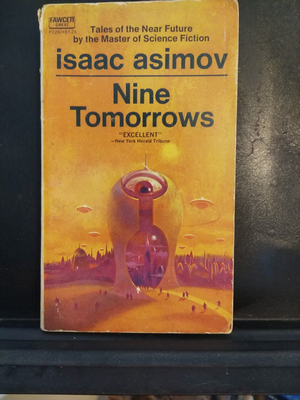 FAWCETT
CREST
Tales of the Near Future
by the Master of Science Fiction
isaac asimov
Nine
Tomorrows
"EXCELLENT"
—New York Herald Tribune